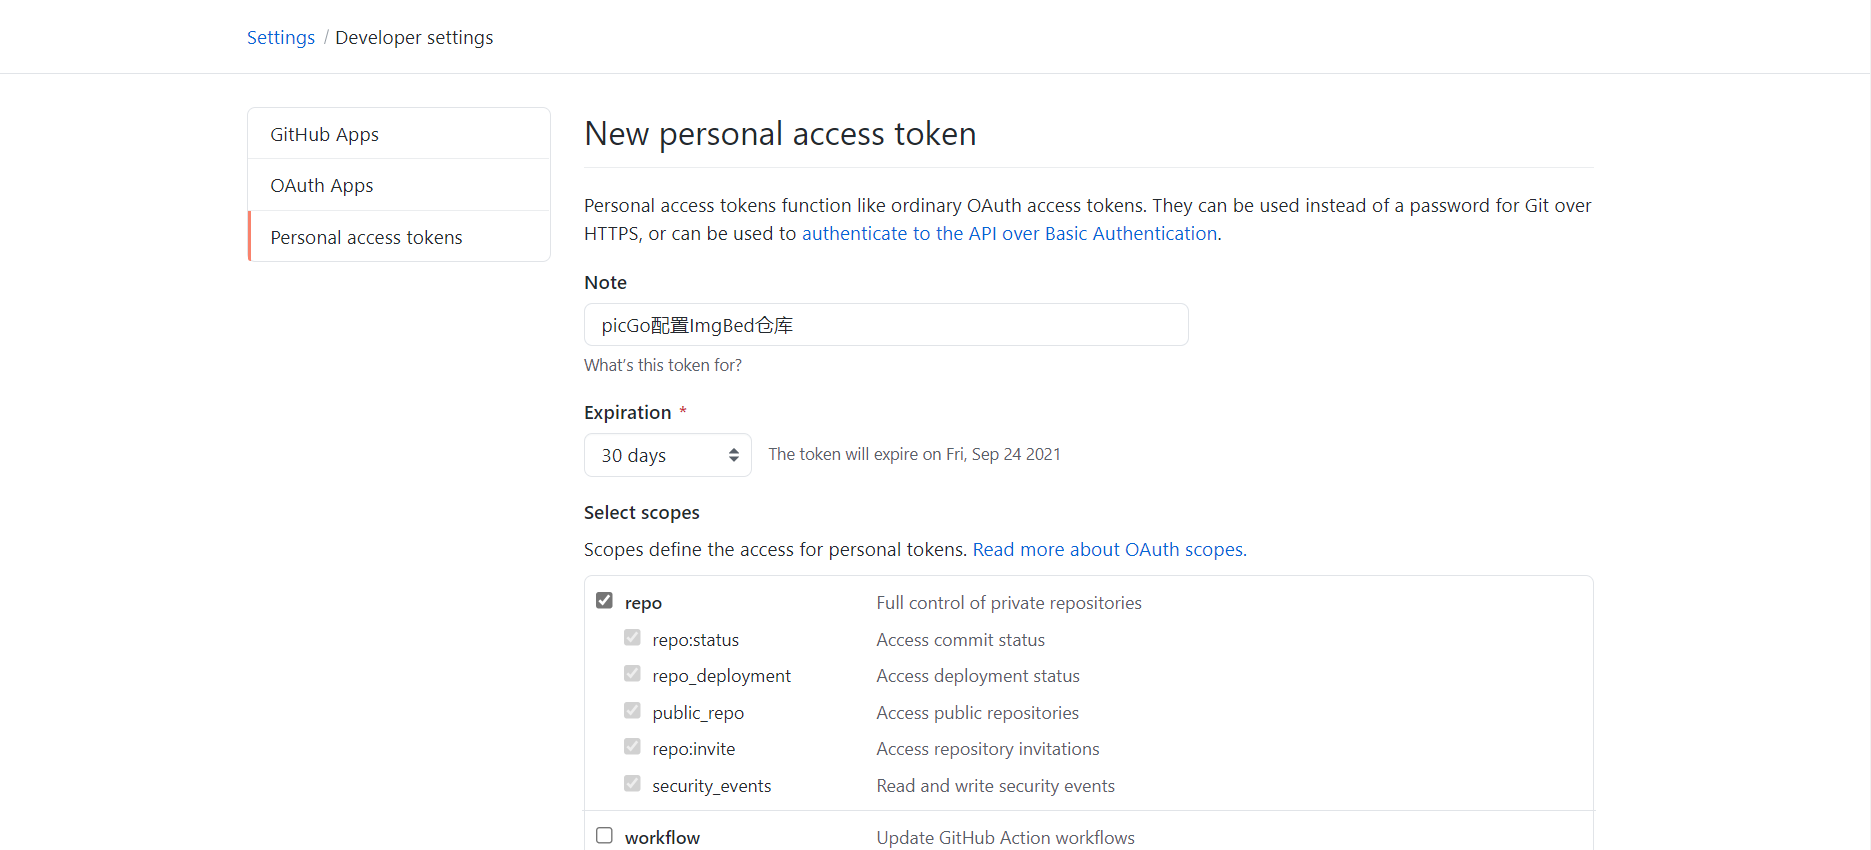 Settings / Developer settings
GitHub Apps
OAuth Apps
Personal access tokens
New personal access token
Personal access tokens function like ordinary OAuth access tokens. They can be used instead of a password for Git over
HTTPS, or can be used to authenticate to the API over Basic Authentication.
Note
picGo配置ImgBed仓库
What's this token for?
Expiration *
30 days The token will expire on Fri, Sep 24 2021
Select scopes
Scopes define the access for personal tokens. Read more about OAuth scopes.
repo Full control of private repositories
repo:status Access commit status
repo_deployment Access deployment status
public_repo Access public repositories
repo:invite Access repository invitations
security_events Read and write security events
workflow Update GitHub Action workflows